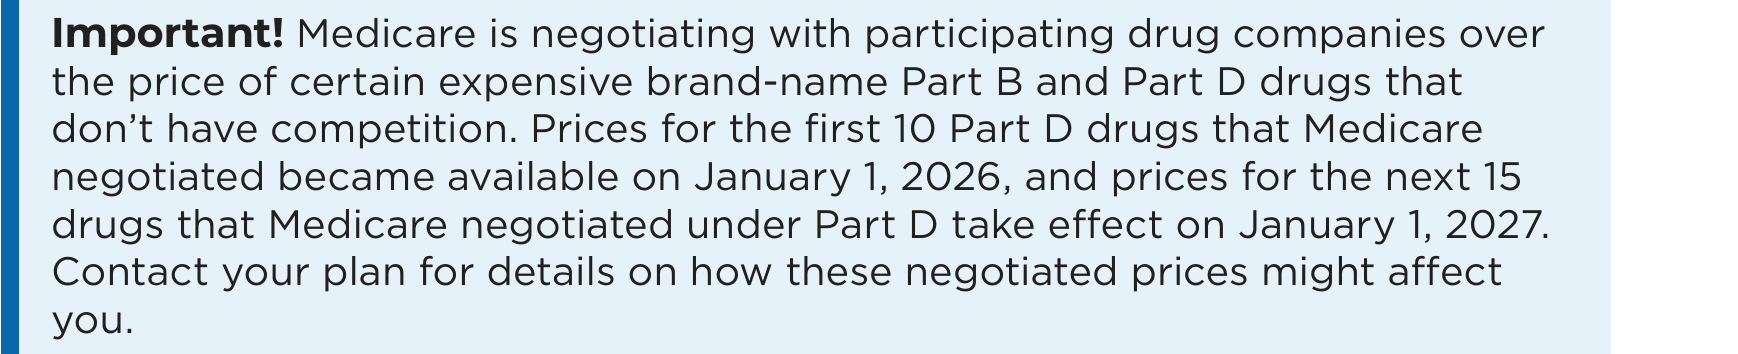 Important! Medicare is negotiating with participating drug companies over
the price of certain expensive brand-name Part B and Part D drugs that
don’t have competition. Prices for the first 10 Part D drugs that Medicare
negotiated became available on January 1, 2026, and prices for the next 15
drugs that Medicare negotiated under Part D take effect on January 1, 2027.
Contact your plan for details on how these negotiated prices might affect
you.